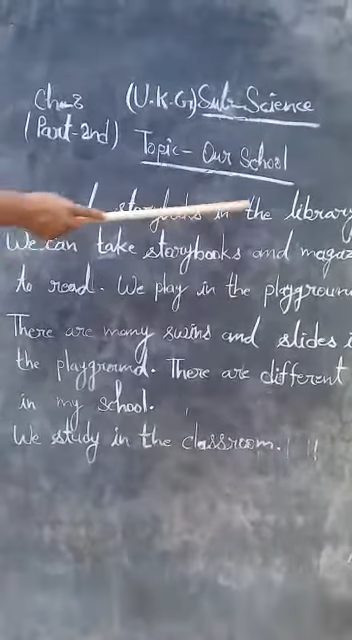 Ch-8 (U.K.G) Sub-Science
(Part-2nd) Topic- Our School
storybooks in the library
We can take storybooks and magaz
to read. We play in the playground
There are many swins and slides i
the playground. There are different
in my school.
We study in the classroom.